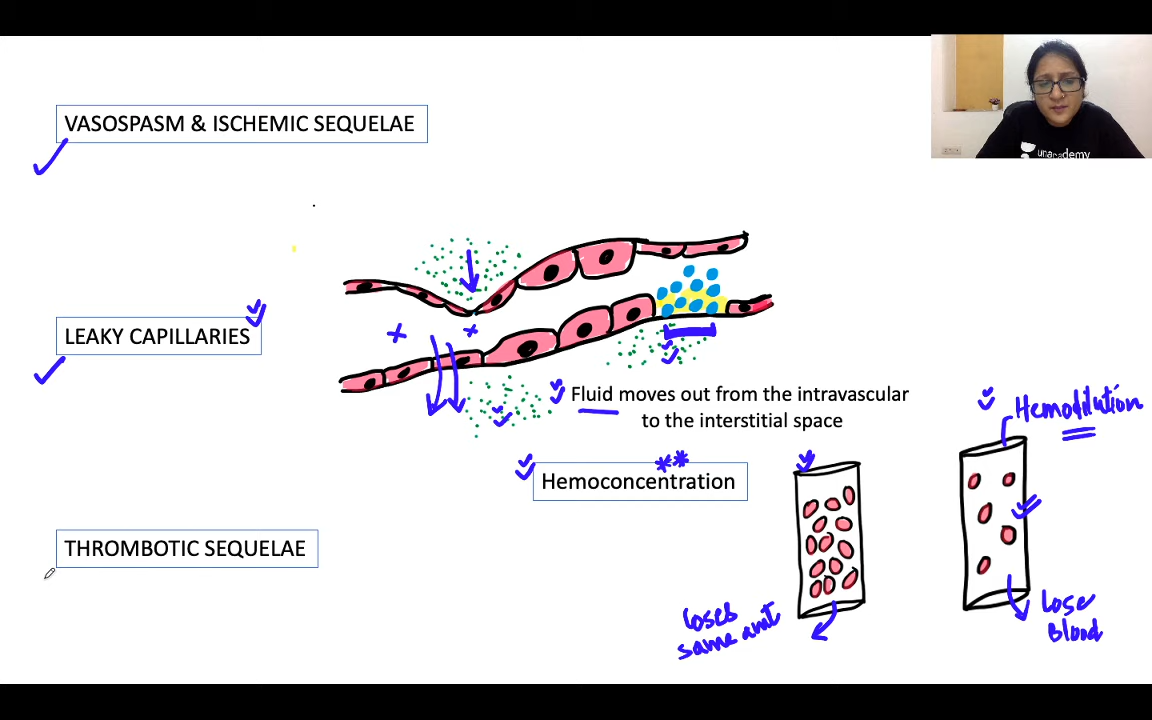 VASOSPASM & ISCHEMIC SEQUELAE
unacademy
LEAKY CAPILLARIES
Fluid moves out from the intravascular
to the interstitial space
Hemodilution
Hemoconcentration
THROMBOTIC SEQUELAE
Loses
same amt
Lose
Blood